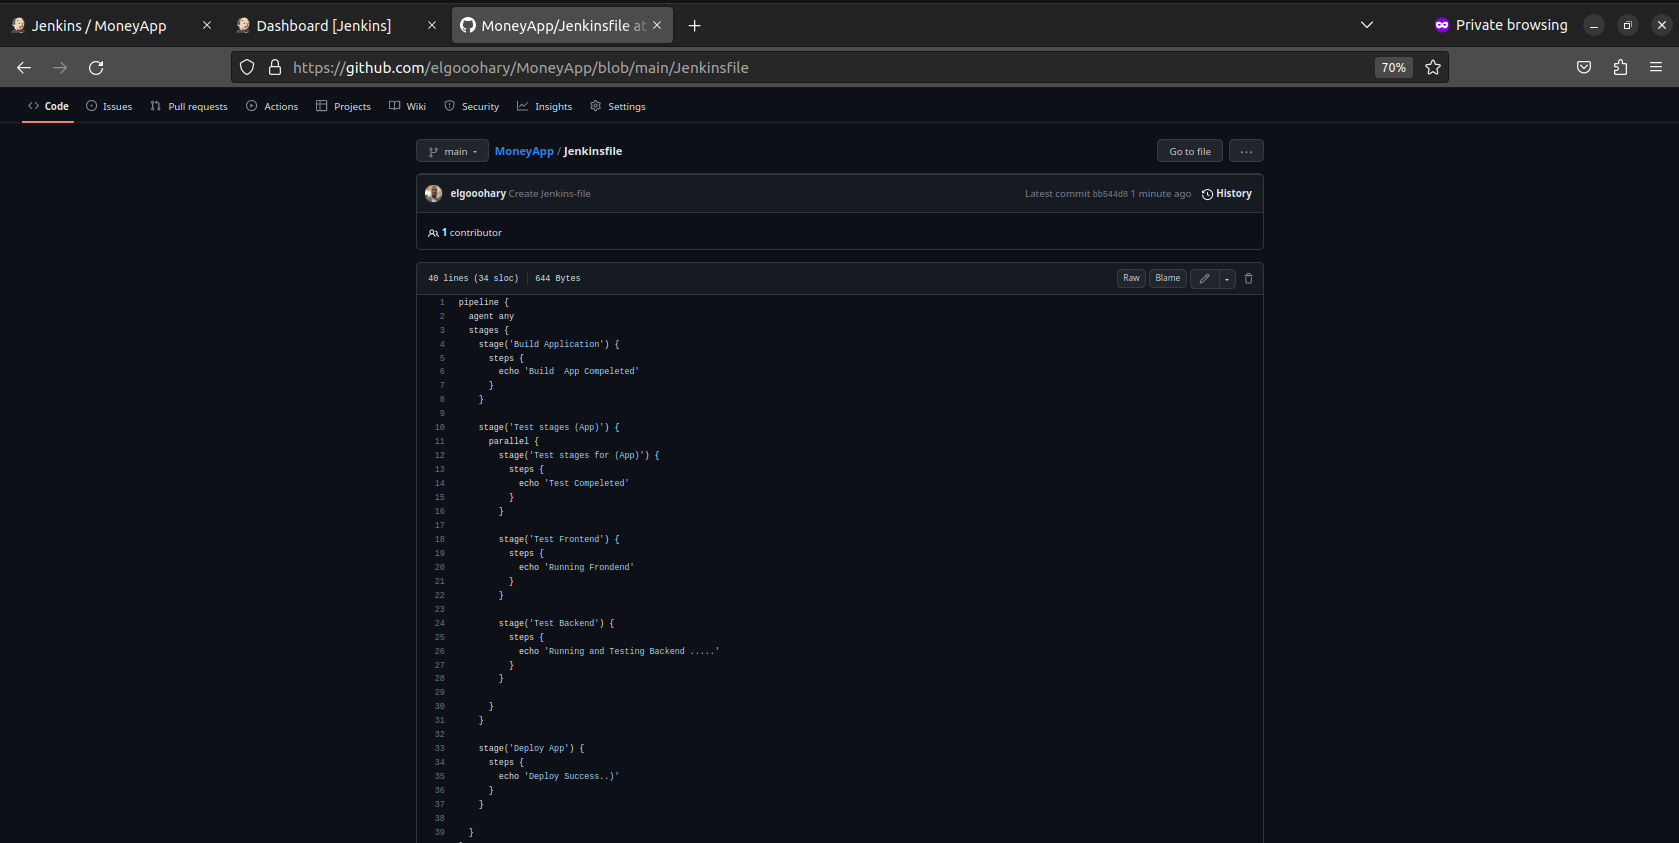 Jenkins / MoneyApp
Dashboard [Jenkins]
MoneyApp/Jenkinsfile at
Private browsing
https://github.com/elgooohary/MoneyApp/blob/main/Jenkinsfile
70%
Code Issues Pull requests Actions Projects Wiki Security Insights Settings
main MoneyApp / Jenkinsfile Go to file ...
elgooohary Create Jenkins-file Latest commit bb544d8 1 minute ago History
1 contributor
40 lines (34 sloc) 644 Bytes Raw Blame
1 pipeline {
2 agent any
3 stages {
4 stage('Build Application') {
5 steps {
6 echo 'Build  App Compeleted'
7 }
8 }
9
10 stage('Test stages (App)') {
11 parallel {
12 stage('Test stages for (App)') {
13 steps {
14 echo 'Test Compeleted'
15 }
16 }
17
18 stage('Test Frontend') {
19 steps {
20 echo 'Running Frondend'
21 }
22 }
23
24 stage('Test Backend') {
25 steps {
26 echo 'Running and Testing Backend .....'
27 }
28 }
29
30 }
31 }
32
33 stage('Deploy App') {
34 steps {
35 echo 'Deploy Success..)'
36 }
37 }
38
39 }